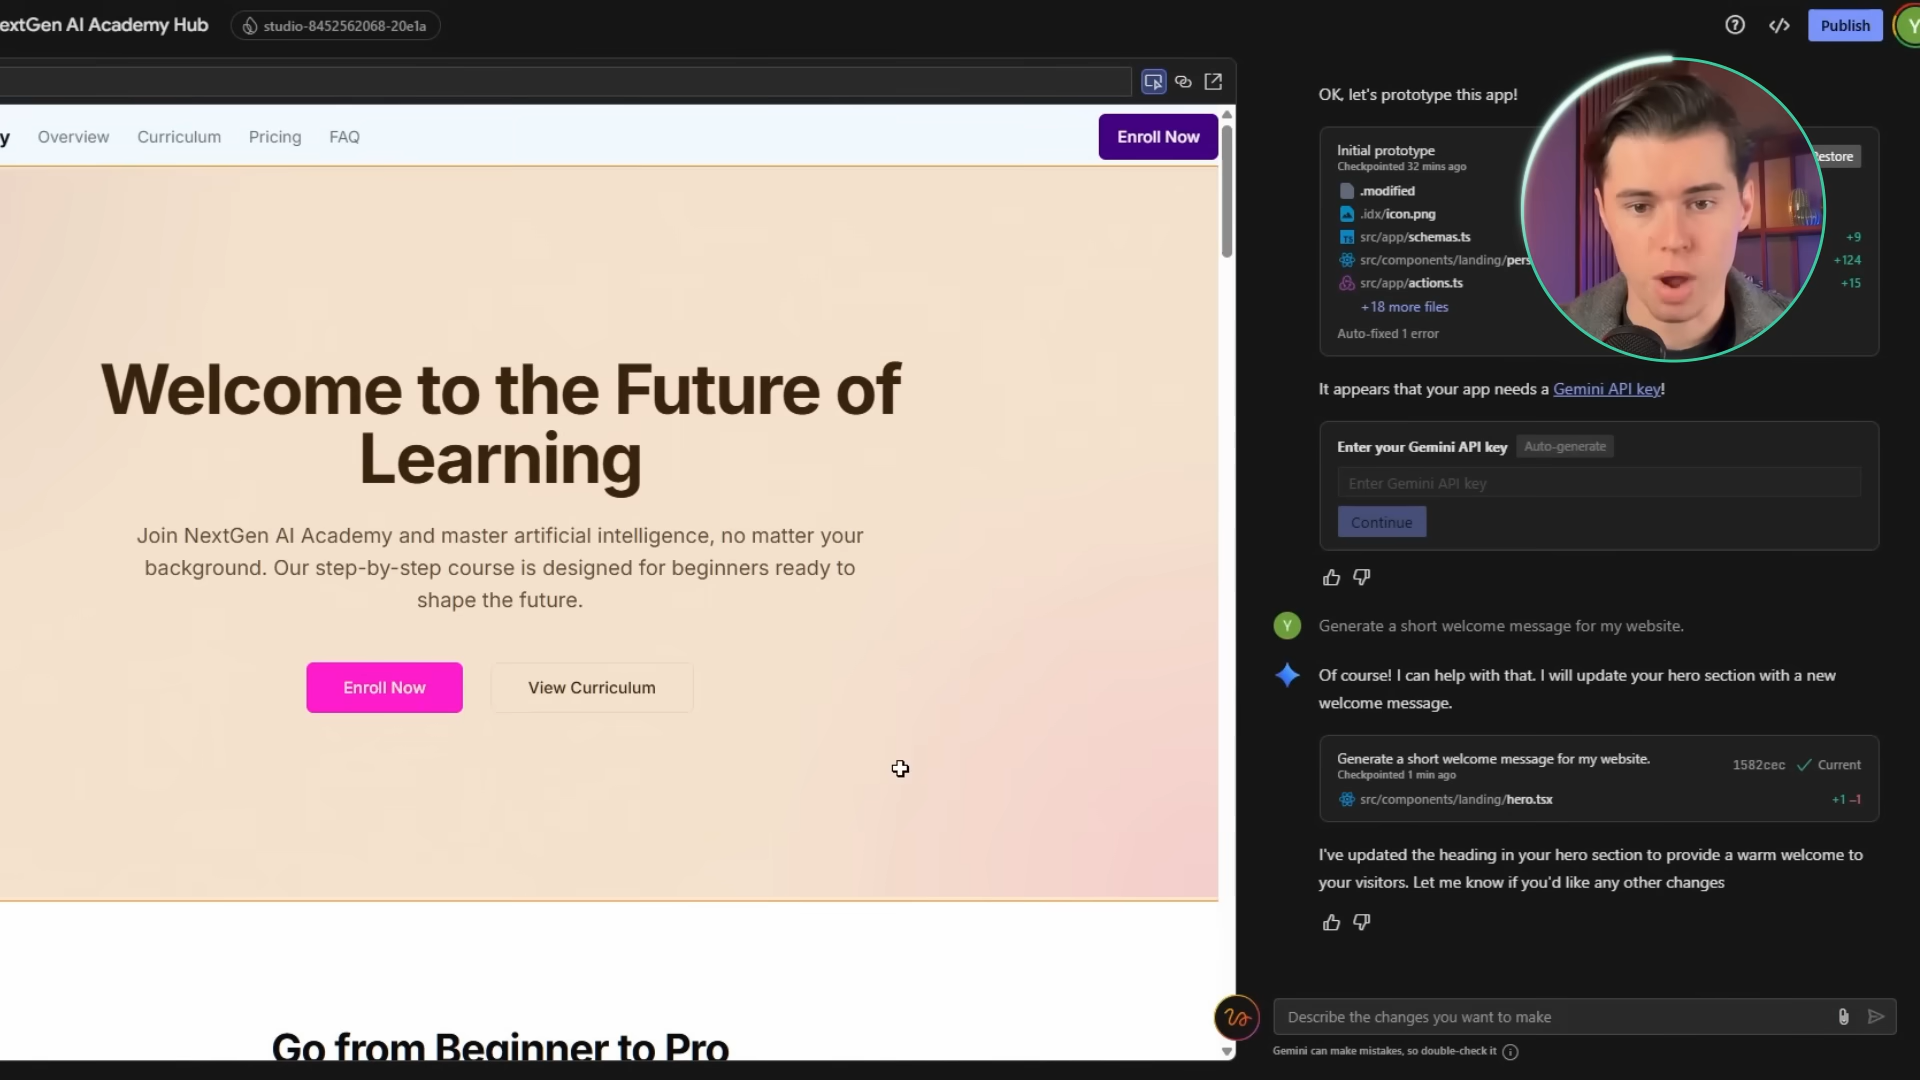 extGen AI Academy Hub
studio-8452562068-20e1a
Publish
Y
y
Overview
Curriculum
Pricing
FAQ
Enroll Now
Welcome to the Future of
Learning
Join NextGen AI Academy and master artificial intelligence, no matter your
background. Our step-by-step course is designed for beginners ready to
shape the future.
Enroll Now
View Curriculum
Go from Beginner to Pro
OK, let's prototype this app!
Initial prototype
Checkpointed 32 mins ago
estore
.modified
.idx/icon.png
src/app/schemas.ts
+9
src/components/landing/pers
+124
src/app/actions.ts
+15
+18 more files
Auto-fixed 1 error
It appears that your app needs a Gemini API key!
Enter your Gemini API key
Auto-generate
Enter Gemini API key
Continue
Y
Generate a short welcome message for my website.
Of course! I can help with that. I will update your hero section with a new
welcome message.
Generate a short welcome message for my website.
1582cec
Current
Checkpointed 1 min ago
src/components/landing/hero.tsx
+1 –1
I've updated the heading in your hero section to provide a warm welcome to
your visitors. Let me know if you'd like any other changes
Describe the changes you want to make
Gemini can make mistakes, so double-check it